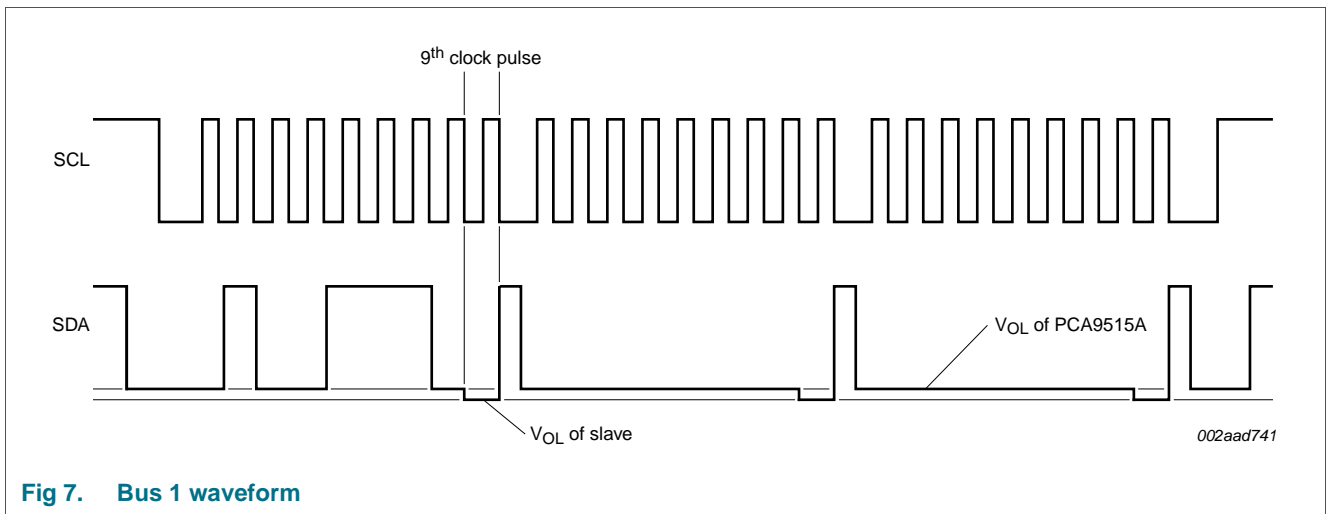 9th clock pulse
SCL
SDA
VOL of PCA9515A
VOL of slave
002aad741
Fig 7. Bus 1 waveform